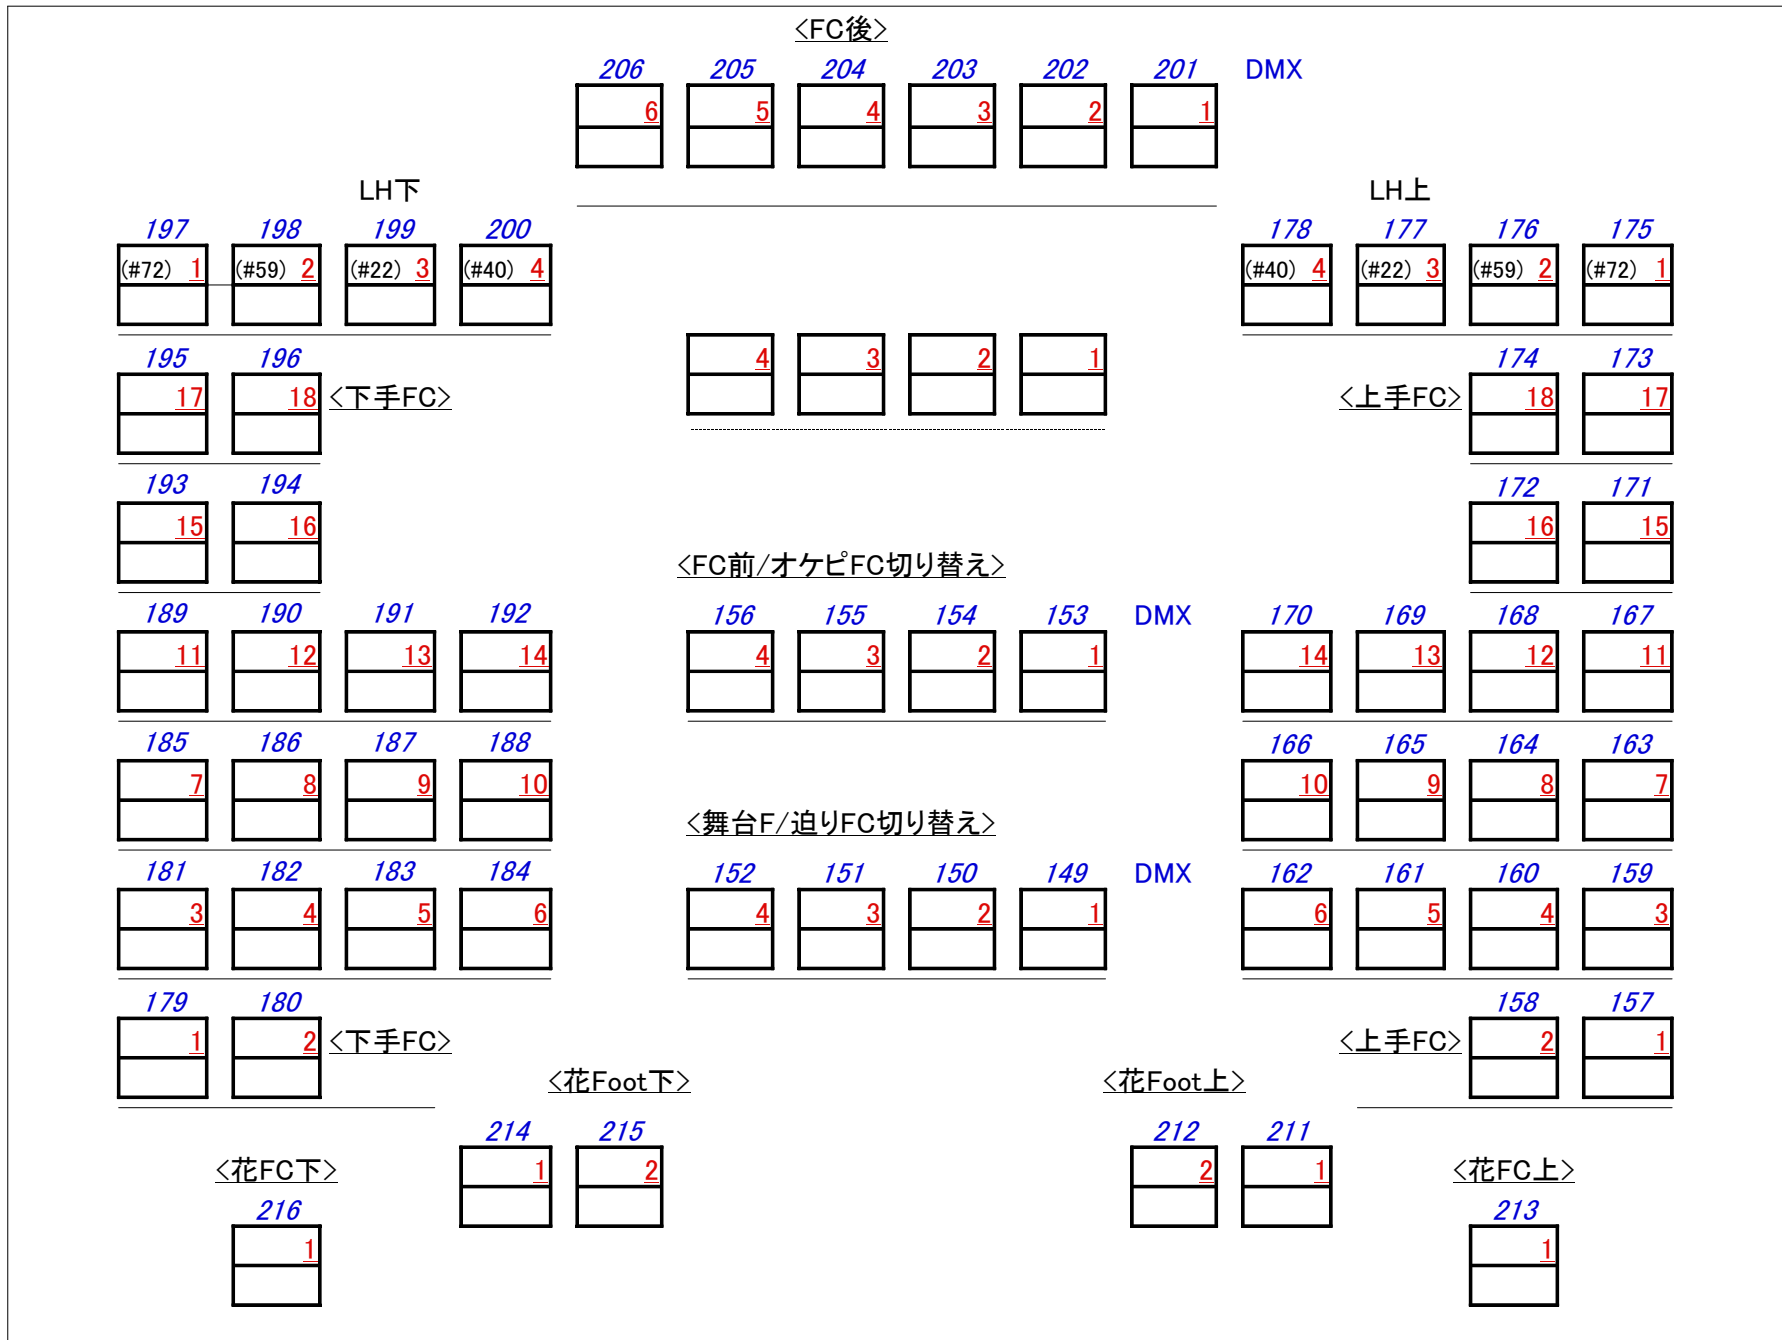 <FC後>
206 205 204 203 202 201 DMX
6 5 4 3 2 1
LH下 LH上
197 198 199 200 178 177 176 175
(#72) 1 (#59) 2 (#22) 3 (#40) 4 (#40) 4 (#22) 3 (#59) 2 (#72) 1
195 196 174 173
4 3 2 1
17 18 <下手FC> <上手FC> 18 17
193 194 172 171
15 16 16 15
<FC前/オケピFC切り替え>
189 190 191 192 156 155 154 153 DMX 170 169 168 167
11 12 13 14 4 3 2 1 14 13 12 11
185 186 187 188 166 165 164 163
7 8 9 10 10 9 8 7
<舞台F/迫りFC切り替え>
181 182 183 184 152 151 150 149 DMX 162 161 160 159
3 4 5 6 4 3 2 1 6 5 4 3
179 180 158 157
1 2 <下手FC> <上手FC> 2 1
<花Foot下> <花Foot上>
214 215 212 211
<花FC下> 1 2 2 1 <花FC上>
216 213
1 1